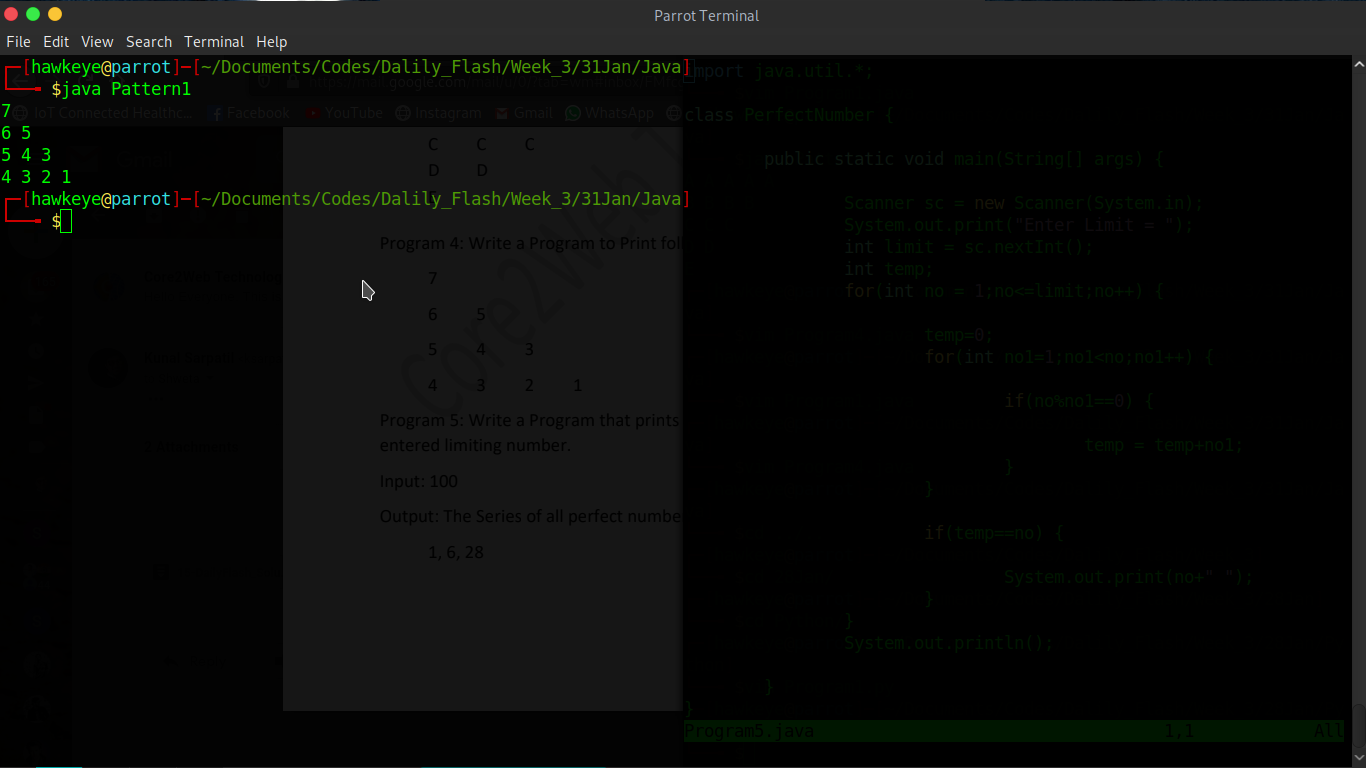 Parrot Terminal
File Edit View Search Terminal Help
┌─[hawkeye@parrot]─[~/Documents/Codes/Dalily_Flash/Week_3/31Jan/Java]
└──╼ $java Pattern1
7
6 5
5 4 3
4 3 2 1
┌─[hawkeye@parrot]─[~/Documents/Codes/Dalily_Flash/Week_3/31Jan/Java]
└──╼ $
IoT Connected Healthc... Facebook YouTube Instagram Gmail WhatsApp
C C C
D D
Program 4: Write a Program to Print foll
7
6 5
5 4 3
4 3 2 1
Program 5: Write a Program that prints
entered limiting number.
Input: 100
Output: The Series of all perfect numbe
1, 6, 28
Core2Web
import java.util.*;
class PerfectNumber {
public static void main(String[] args) {
Scanner sc = new Scanner(System.in);
System.out.print("Enter Limit = ");
int limit = sc.nextInt();
int temp;
for(int no = 1;no<=limit;no++) {
temp=0;
for(int no1=1;no1<no;no1++) {
if(no%no1==0) {
temp = temp+no1;
}
}
if(temp==no) {
System.out.print(no+" ");
}
}
System.out.println();
}
}
Program5.java 1,1 All